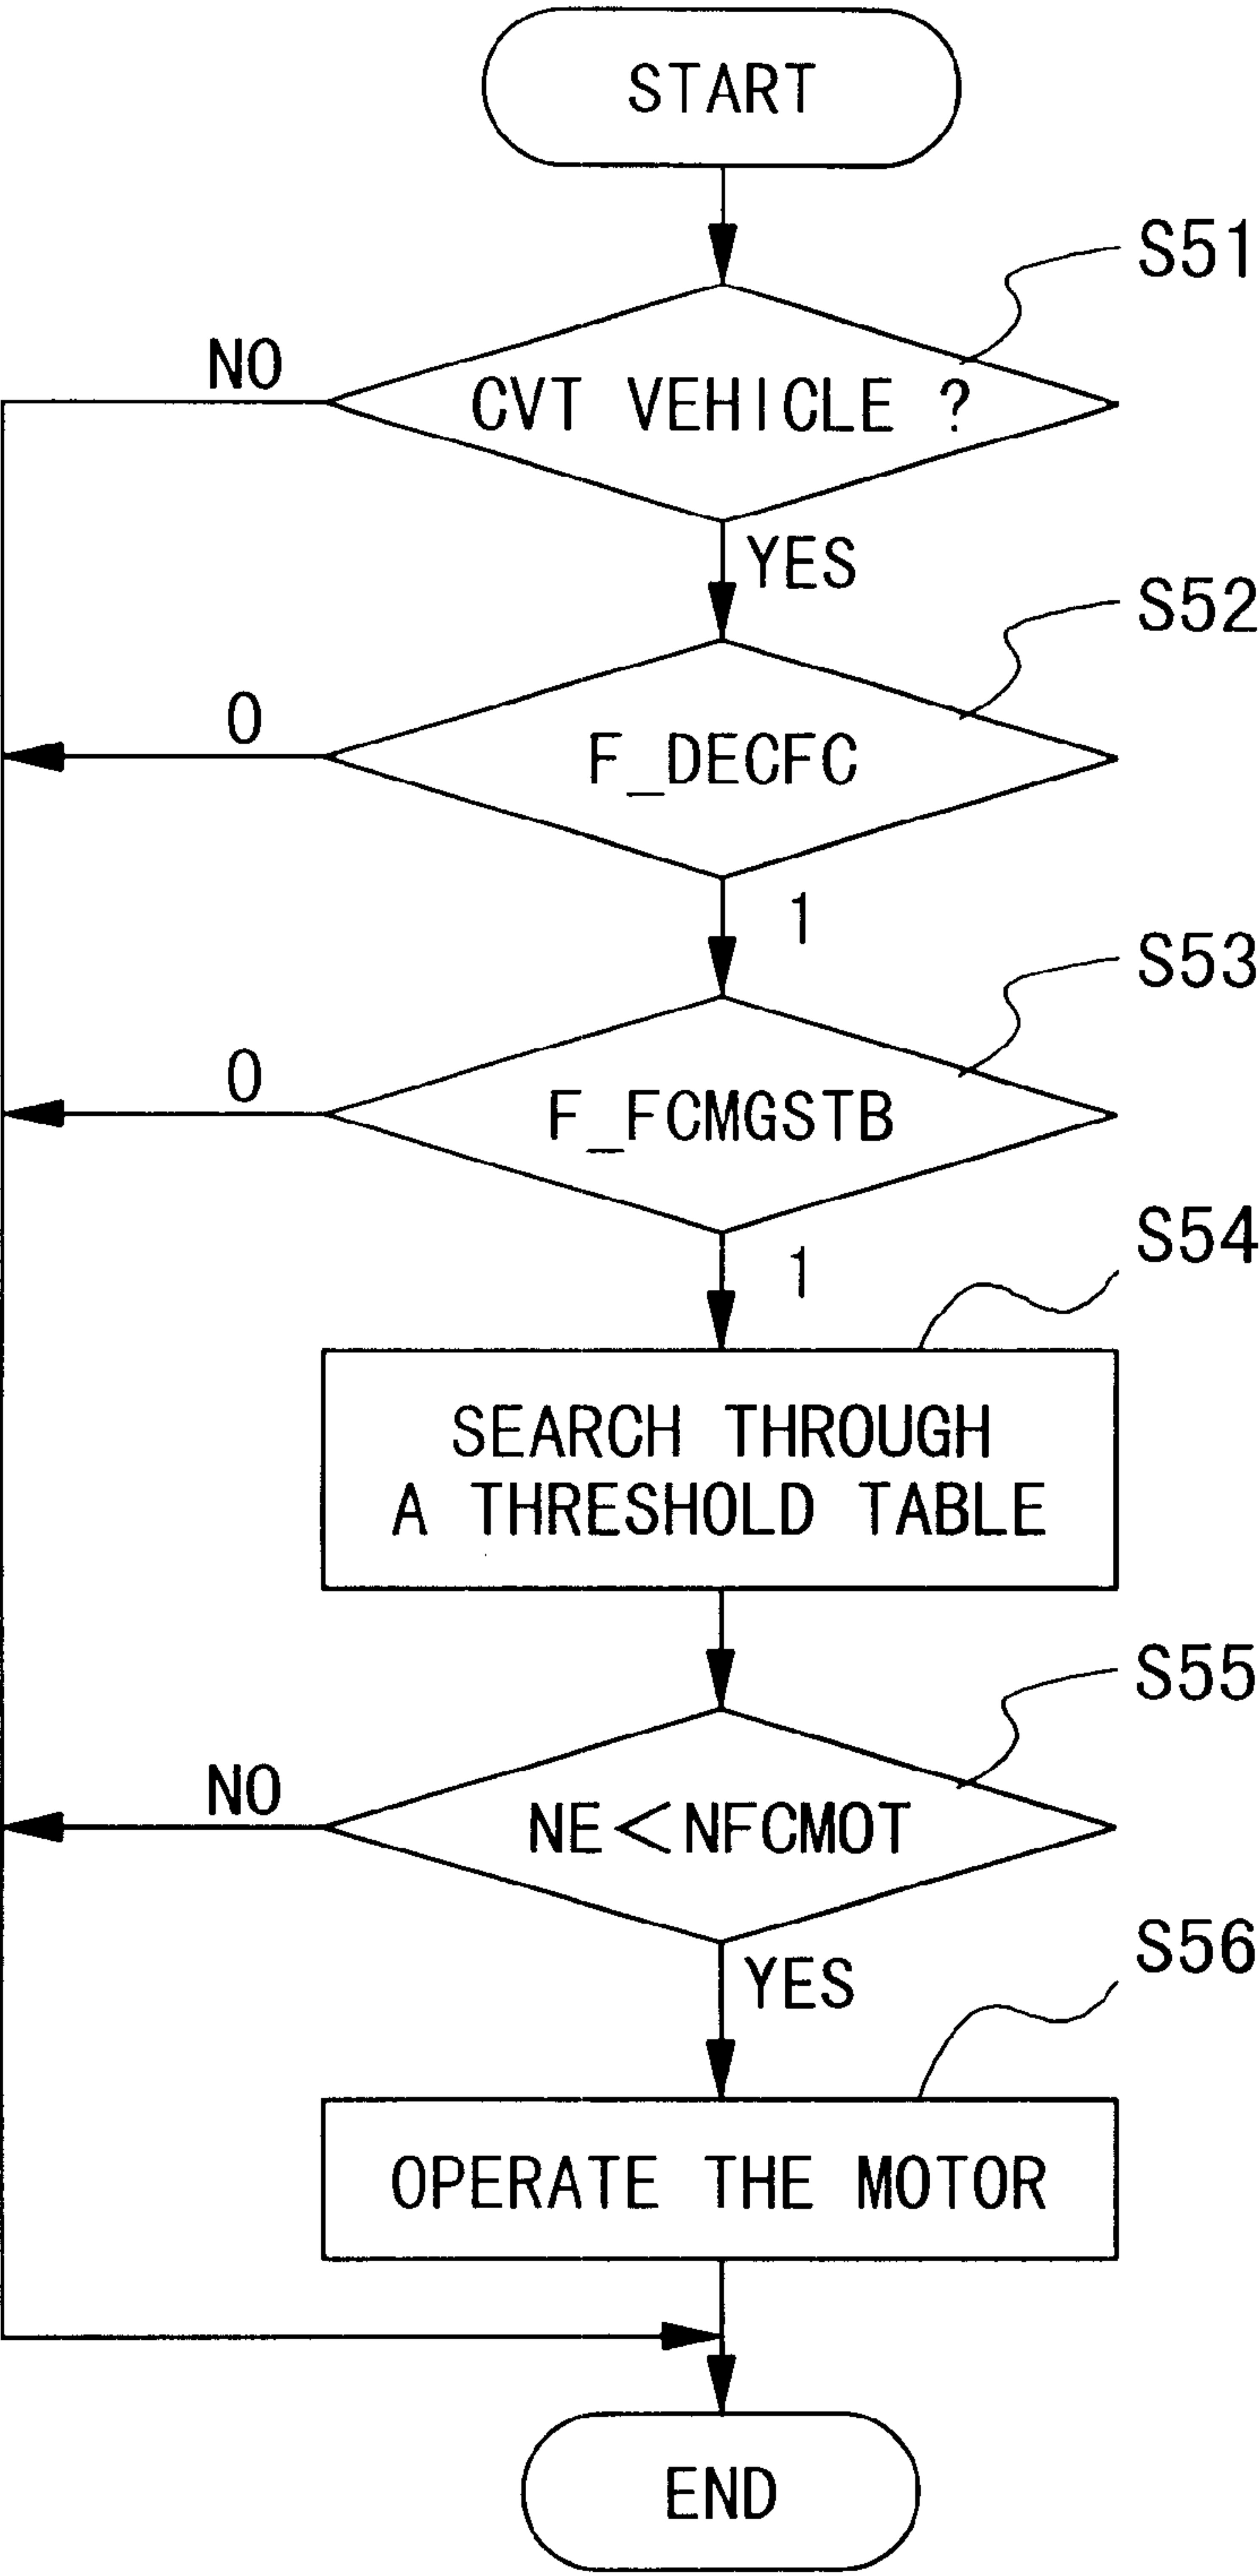 START
S51
NO
CVT VEHICLE ?
YES
S52
0
F_DECFC
1
S53
0
F_FCMGSTB
1
S54
SEARCH THROUGH
A THRESHOLD TABLE
S55
NO
NE<NFCMOT
YES
S56
OPERATE THE MOTOR
END